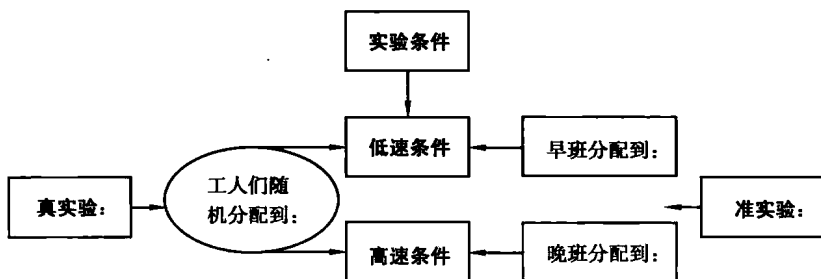 实验条件
低速条件
早班分配到：
工人们随
机分配到：
真实验：
准实验：
高速条件
晚班分配到：